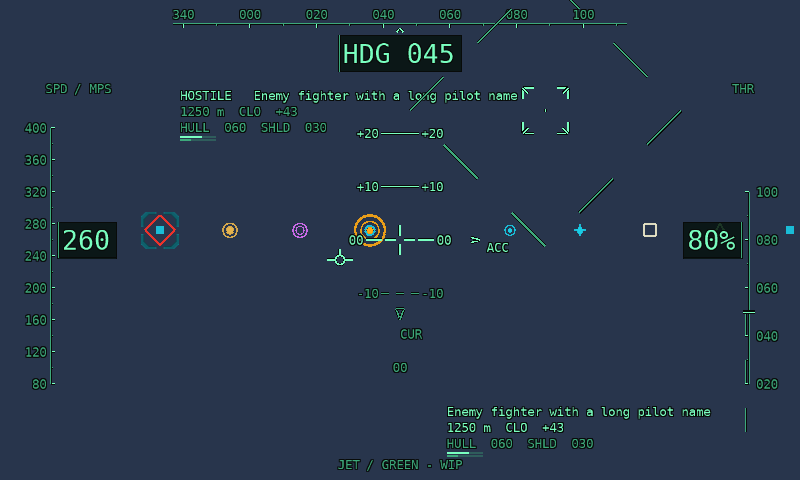 340 000 020 040 060 080 100
HDG 045
SPD / MPS
THR
HOSTILE Enemy fighter with a long pilot name
1250 m CLO +43
HULL 060 SHLD 030
400
360
320
280
240
200
160
120
80
260
+20 +20
+10 +10
00 00
-10 -10
ACC
CUR
00
80%
100
080
060
040
020
Enemy fighter with a long pilot name
1250 m CLO +43
HULL 060 SHLD 030
JET / GREEN - WIP